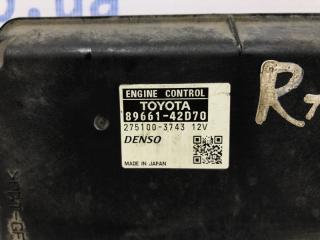 ENGINE CONTROL
TOYOTA
89661-42D70
275100-3743 12V
DENSO
MADE IN JAPAN